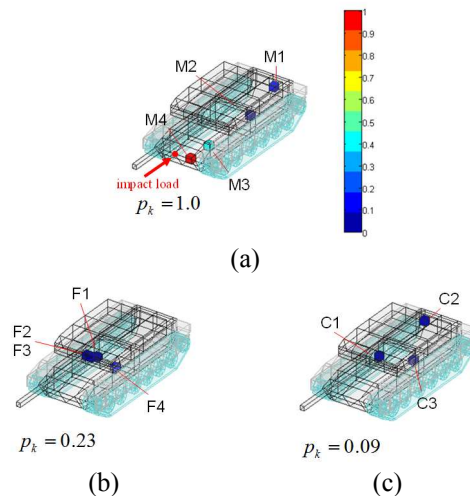 M1
M2
M4
M3
impact load
p_k = 1.0
1
0.9
0.8
0.7
0.6
0.5
0.4
0.3
0.2
0.1
0
(a)
F1
F2
F3
F4
p_k = 0.23
(b)
C2
C1
C3
p_k = 0.09
(c)